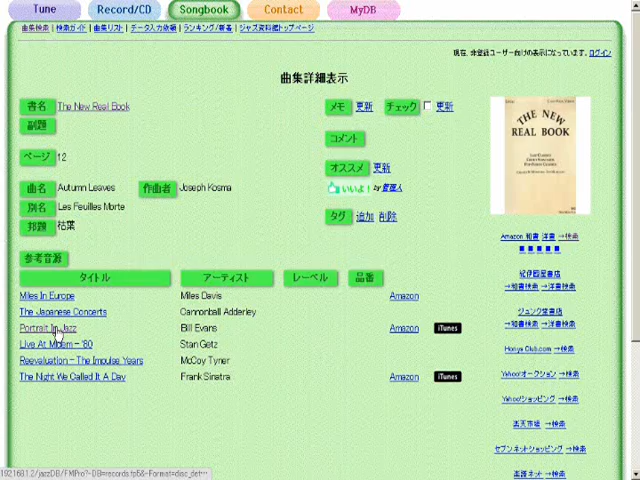 Tune Record/CD Songbook Contact MyDB
曲集検索 | 検索ガイド | 曲集リスト | データ入力依頼 | ランキング/新着 | ジャズ資料館トップページ
現在、非登録ユーザー向けの表示になっています。ログイン
曲集詳細表示
書名 The New Real Book
副題
ページ 12
曲名 Autumn Leaves 作曲者 Joseph Kosma
別名 Les Feuilles Morte
邦題 枯葉
メモ 更新 チェック 更新
コメント
オススメ 更新
いいよ! by 管理人
タグ 追加 削除
THE NEW
REAL BOOK
参考音源
タイトル アーティスト レーベル 品番
Miles In Europe Miles Davis Amazon
The Japanese Concerts Cannonball Adderley
Portrait In Jazz Bill Evans Amazon iTunes
Live At Midem - '80 Stan Getz
Reevaluation - The Impulse Years McCoy Tyner
The Night We Called It A Day Frank Sinatra Amazon iTunes
Amazon 和書 洋書 →検索
紀伊國屋書店
→和書検索 →洋書検索
ジュンク堂書店
→和書検索 →洋書検索
Honya Club.com →検索
Yahoo!オークション →検索
Yahoo!ショッピング →検索
楽天市場 →検索
セブンネットショッピング →検索
楽譜ネット →検索
192.168.1.2/jazzDB/FMPro?-DB=records.fp5&-Format=disc_det...